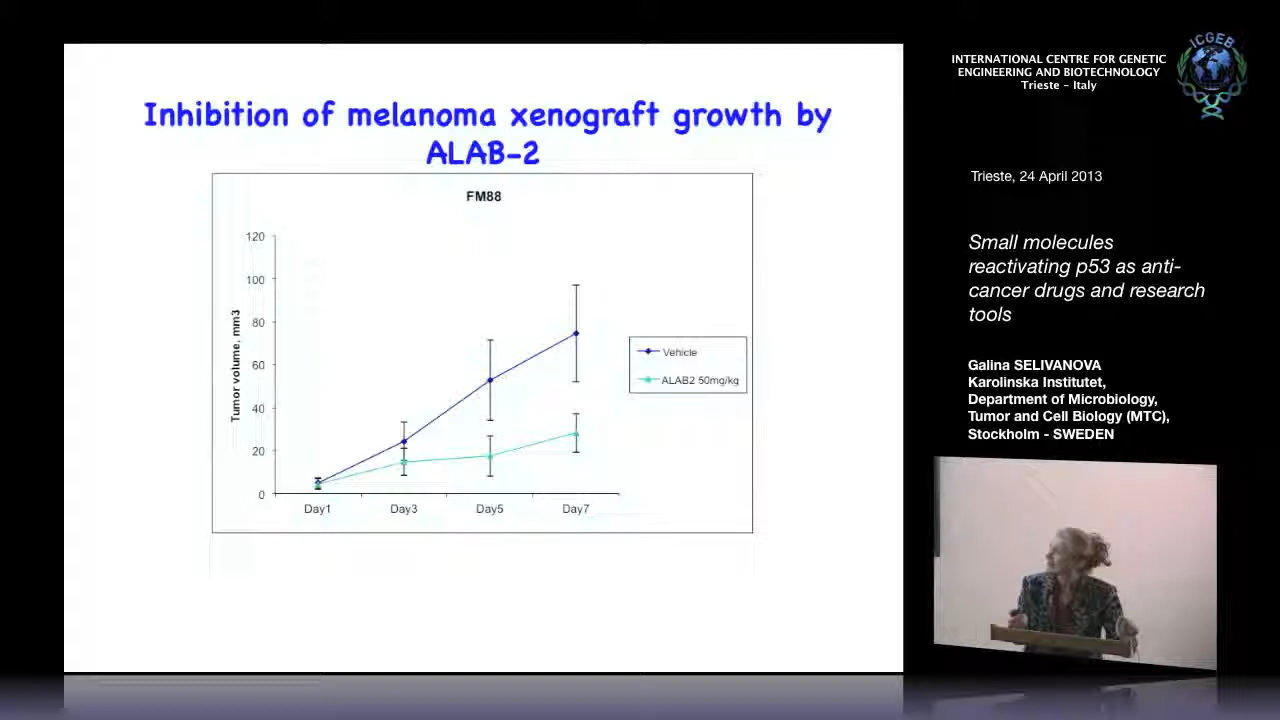 Inhibition of melanoma xenograft growth by
ALAB-2
FM88
120
100
80
60
40
20
0
Tumor volume, mm3
Day1 Day3 Day5 Day7
Vehicle
ALAB2 50mg/kg
ICGEB
INTERNATIONAL CENTRE FOR GENETIC
ENGINEERING AND BIOTECHNOLOGY
Trieste - Italy
Trieste, 24 April 2013
Small molecules
reactivating p53 as anti-
cancer drugs and research
tools
Galina SELIVANOVA
Karolinska Institutet,
Department of Microbiology,
Tumor and Cell Biology (MTC),
Stockholm - SWEDEN